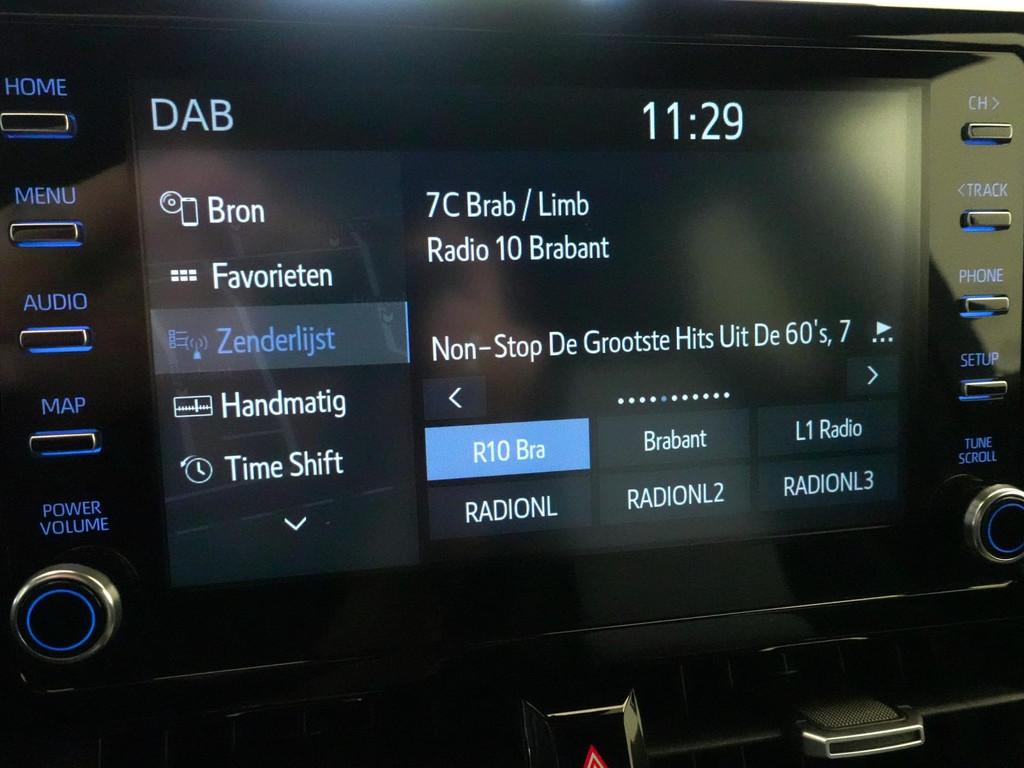 HOME
MENU
AUDIO
MAP
POWER
VOLUME
DAB
11:29
Bron
Favorieten
Zenderlijst
Handmatig
Time Shift
7C Brab / Limb
Radio 10 Brabant
Non-Stop De Grootste Hits Uit De 60's, 7
R10 Bra
Brabant
L1 Radio
RADIONL
RADIONL2
RADIONL3
CH >
< TRACK
PHONE
SETUP
TUNE
SCROLL